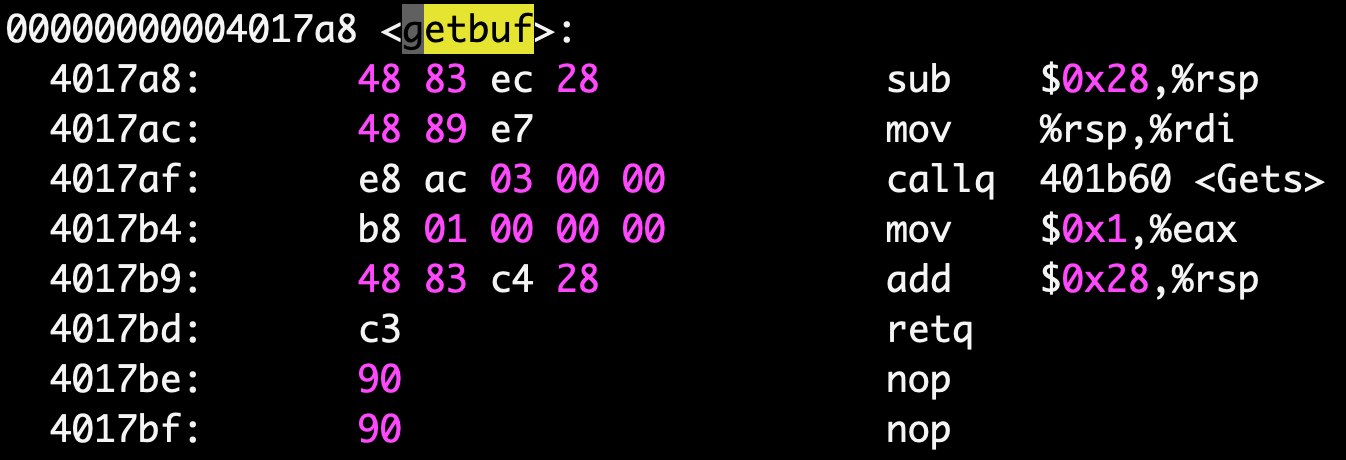 00000000004017a8 <getbuf>:
4017a8: 48 83 ec 28 sub $0x28,%rsp
4017ac: 48 89 e7 mov %rsp,%rdi
4017af: e8 ac 03 00 00 callq 401b60 <Gets>
4017b4: b8 01 00 00 00 mov $0x1,%eax
4017b9: 48 83 c4 28 add $0x28,%rsp
4017bd: c3 retq
4017be: 90 nop
4017bf: 90 nop